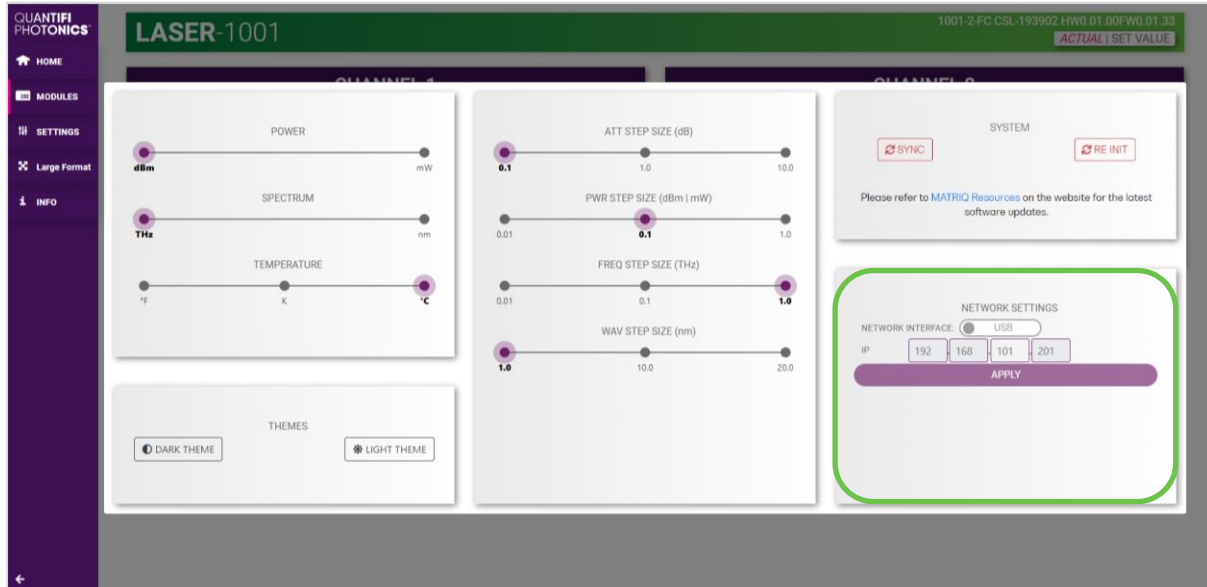 QUANTIFI
PHOTONICS™
HOME
MODULES
SETTINGS
Large Format
INFO
LASER-1001
1001-2-FC CSL-193902 HW0.01.00FW0.01.33
ACTUAL | SET VALUE
POWER
dBm mW
SPECTRUM
THz nm
TEMPERATURE
°F K °C
THEMES
DARK THEME LIGHT THEME
ATT STEP SIZE (dB)
0.1 1.0 10.0
PWR STEP SIZE (dBm | mW)
0.01 0.1 1.0
FREQ STEP SIZE (THz)
0.01 0.1 1.0
WAV STEP SIZE (nm)
1.0 10.0 20.0
SYSTEM
SYNC RE INIT
Please refer to MATRIQ Resources on the website for the latest
software updates.
NETWORK SETTINGS
NETWORK INTERFACE: USB
IP 192 . 168 . 101 . 201
APPLY